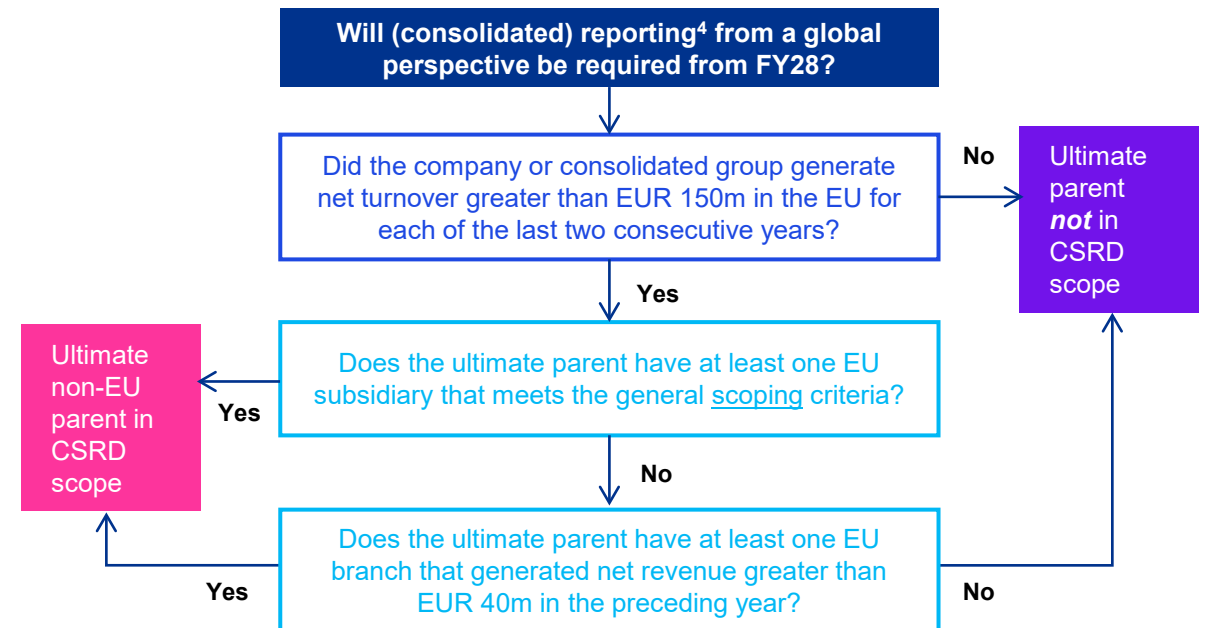 Will (consolidated) reporting⁴ from a global
perspective be required from FY28?
Did the company or consolidated group generate
net turnover greater than EUR 150m in the EU for
each of the last two consecutive years?
No
Ultimate
parent
not in
CSRD
scope
Yes
Does the ultimate parent have at least one EU
subsidiary that meets the general scoping criteria?
Yes
Ultimate
non-EU
parent in
CSRD
scope
No
Does the ultimate parent have at least one EU
branch that generated net revenue greater than
EUR 40m in the preceding year?
Yes
No